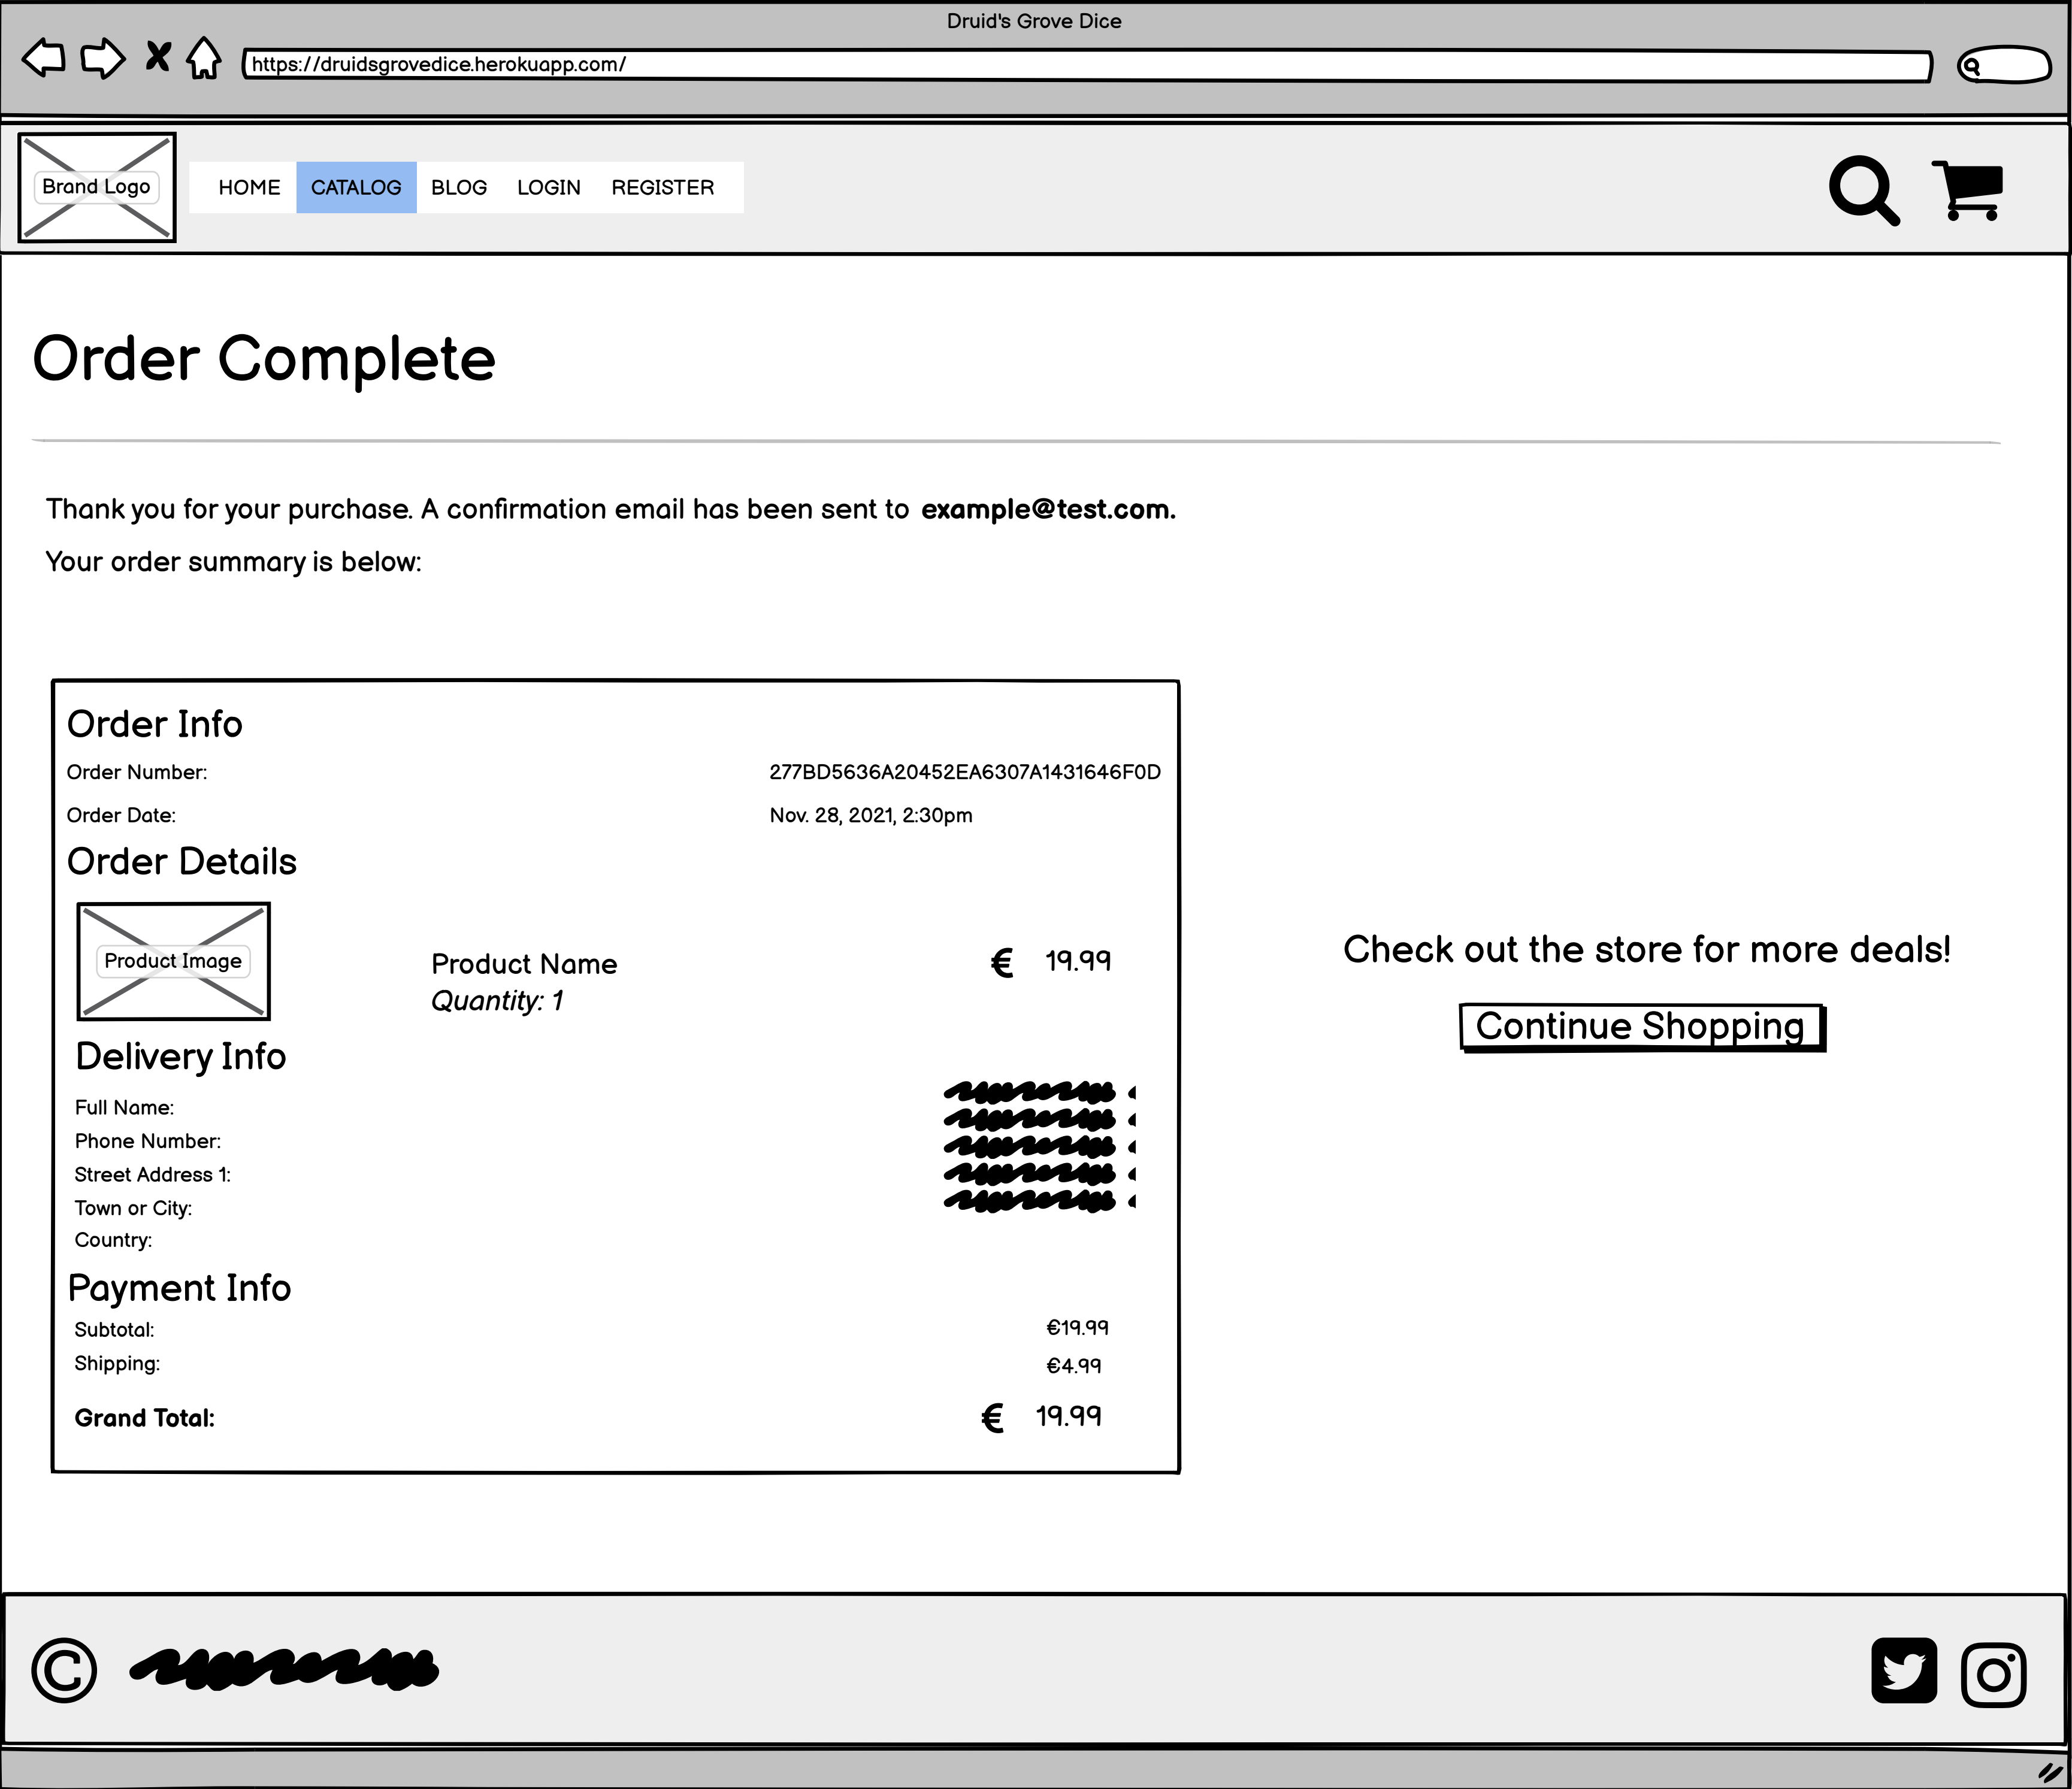 Druid's Grove Dice
https://druidsgrovedice.herokuapp.com/
Brand Logo
HOME CATALOG BLOG LOGIN REGISTER
Order Complete
Thank you for your purchase. A confirmation email has been sent to example@test.com.
Your order summary is below:
Order Info
Order Number: 277BD5636A20452EA6307A1431646F0D
Order Date: Nov. 28, 2021, 2:30pm
Order Details
Product Image
Product Name € 19.99
Quantity: 1
Delivery Info
Full Name:
Phone Number:
Street Address 1:
Town or City:
Country:
Payment Info
Subtotal: €19.99
Shipping: €4.99
Grand Total: € 19.99
Check out the store for more deals!
Continue Shopping
©